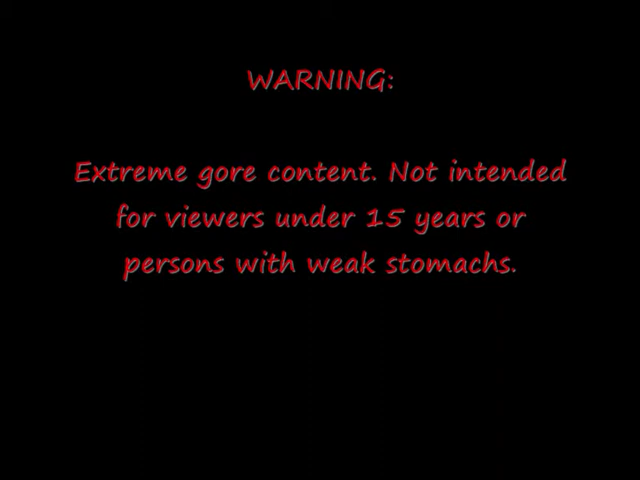 WARNING:
Extreme gore content. Not intended
for viewers under 15 years or
persons with weak stomachs.